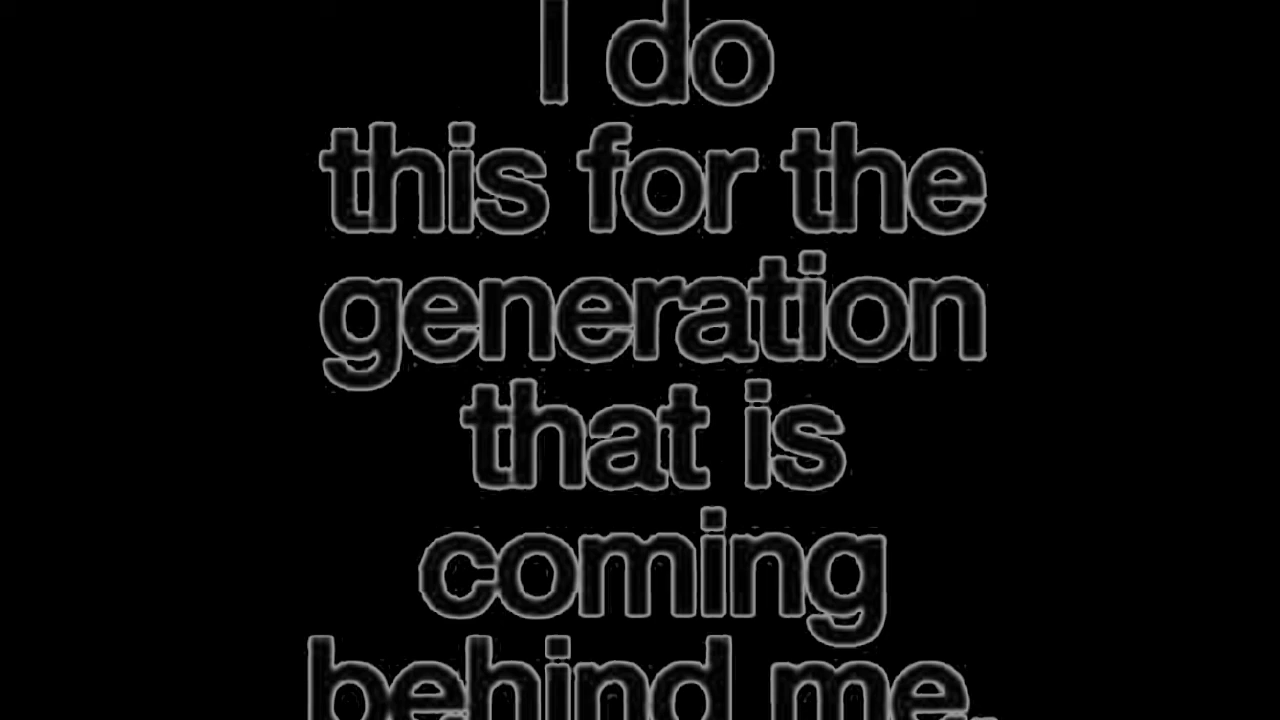 I do
this for the
generation
that is
coming
behind me.